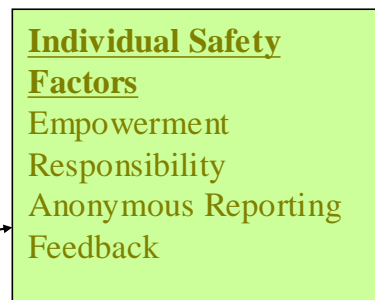 Individual Safety
Factors
Empowerment
Responsibility
Anonymous Reporting
Feedback